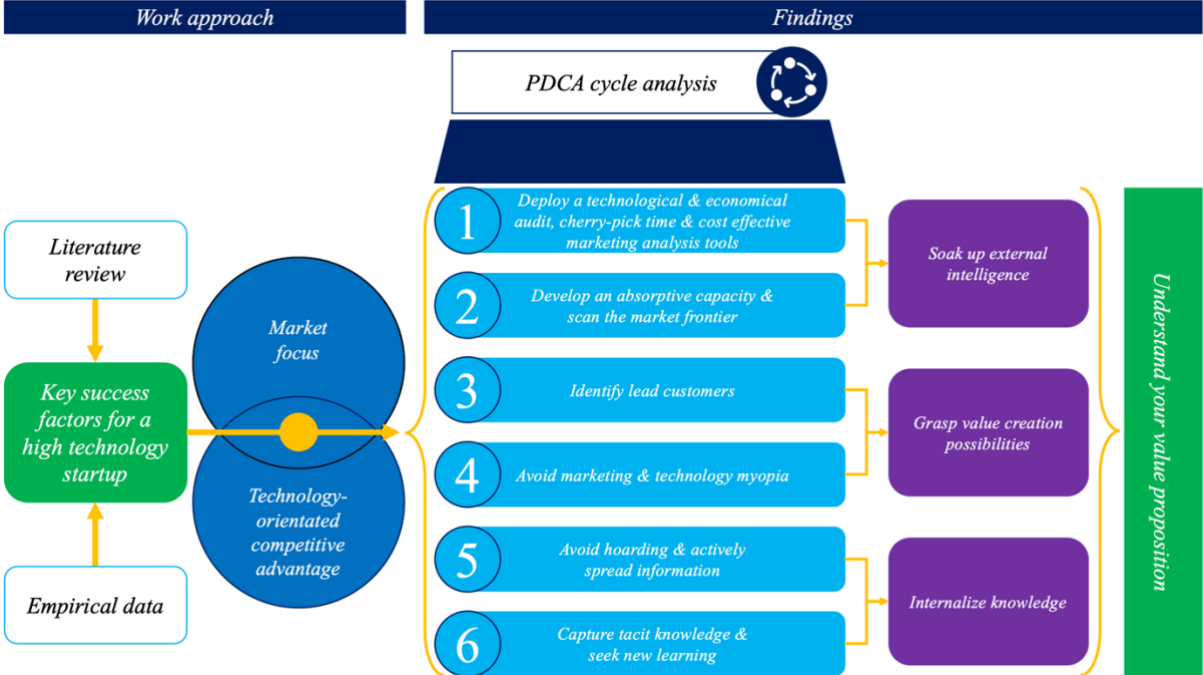 Work approach
Findings
PDCA cycle analysis
Literature
review
Key success
factors for a
high technology
startup
Empirical data
Market
focus
Technology-
orientated
competitive
advantage
1
Deploy a technological & economical
audit, cherry-pick time & cost effective
marketing analysis tools
2
Develop an absorptive capacity &
scan the market frontier
3
Identify lead customers
4
Avoid marketing & technology myopia
5
Avoid hoarding & actively
spread information
6
Capture tacit knowledge &
seek new learning
Soak up external
intelligence
Grasp value creation
possibilities
Internalize knowledge
Understand your value proposition